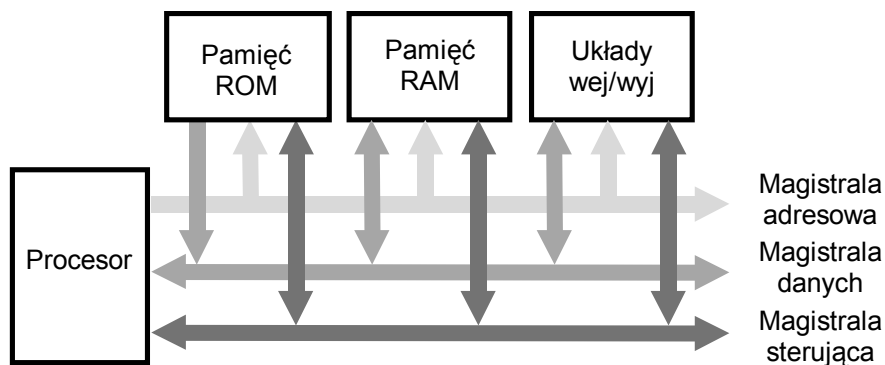 Pamięć
ROM
Pamięć
RAM
Układy
wej/wyj
Procesor
Magistrala
adresowa
Magistrala
danych
Magistrala
sterująca